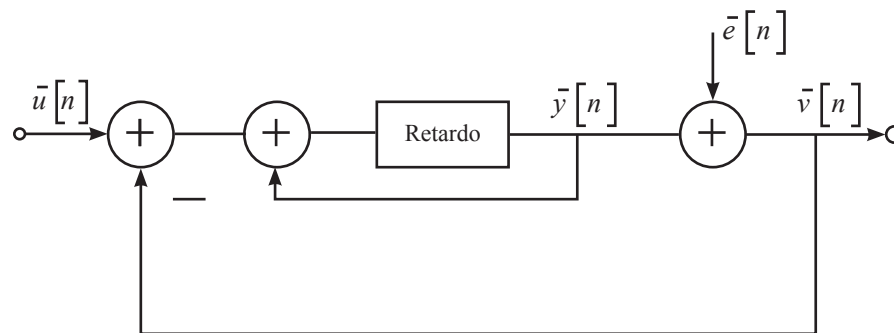 ē[n]
ū[n]
+
+
Retardo
ȳ[n]
+
v̄[n]
—